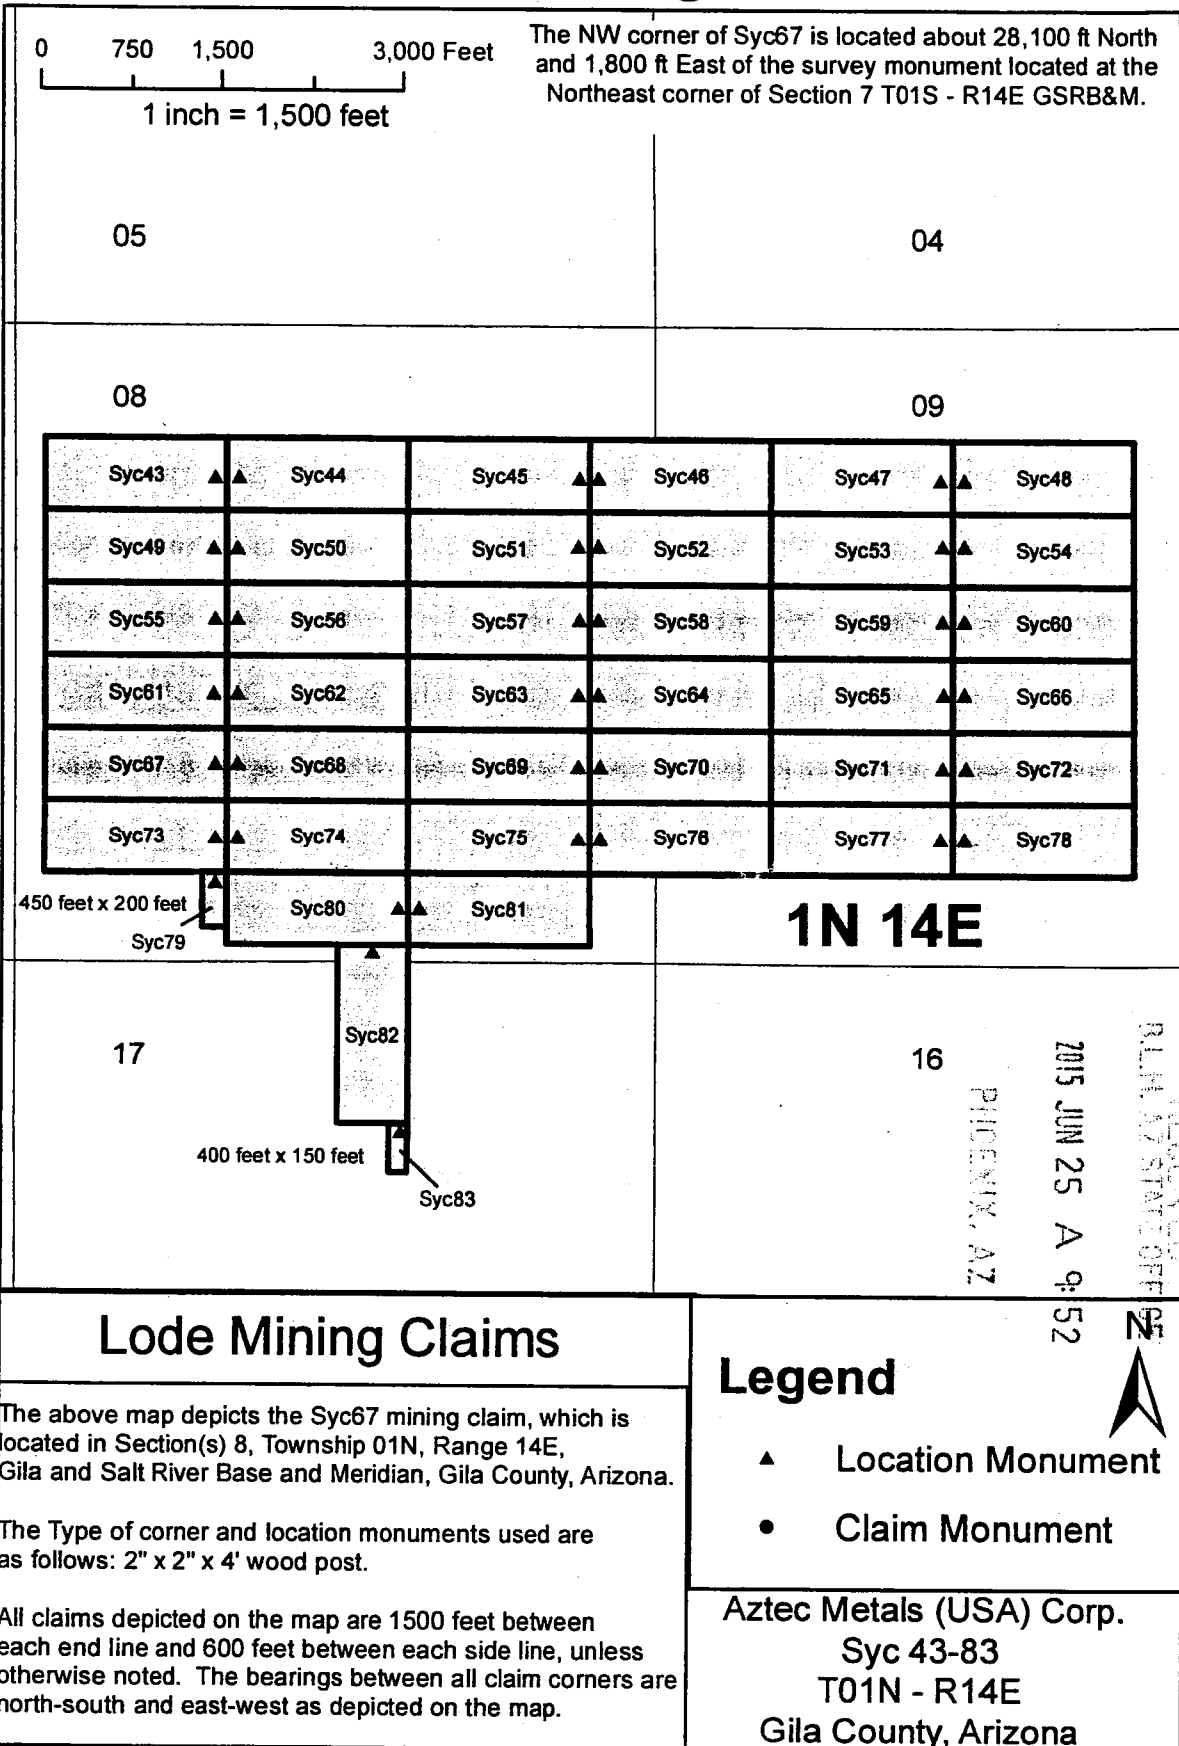 0 750 1,500 3,000 Feet
1 inch = 1,500 feet
The NW corner of Syc67 is located about 28,100 ft North
and 1,800 ft East of the survey monument located at the
Northeast corner of Section 7 T01S - R14E GSRB&M.
05 04
08 09
Syc43 Syc44 Syc45 Syc46 Syc47 Syc48
Syc49 Syc50 Syc51 Syc52 Syc53 Syc54
Syc55 Syc56 Syc57 Syc58 Syc59 Syc60
Syc61 Syc62 Syc63 Syc64 Syc65 Syc66
Syc67 Syc68 Syc69 Syc70 Syc71 Syc72
Syc73 Syc74 Syc75 Syc76 Syc77 Syc78
450 feet x 200 feet
Syc79
Syc80 Syc81
1N 14E
Syc82
17 16
400 feet x 150 feet
Syc83
B.L.M. AZ STATE OFFICE
2015 JUN 25 A 9:52
PHOENIX, AZ
N
Lode Mining Claims
The above map depicts the Syc67 mining claim, which is
located in Section(s) 8, Township 01N, Range 14E,
Gila and Salt River Base and Meridian, Gila County, Arizona.
The Type of corner and location monuments used are
as follows: 2" x 2" x 4' wood post.
All claims depicted on the map are 1500 feet between
each end line and 600 feet between each side line, unless
otherwise noted. The bearings between all claim corners are
north-south and east-west as depicted on the map.
Legend
Location Monument
Claim Monument
Aztec Metals (USA) Corp.
Syc 43-83
T01N - R14E
Gila County, Arizona